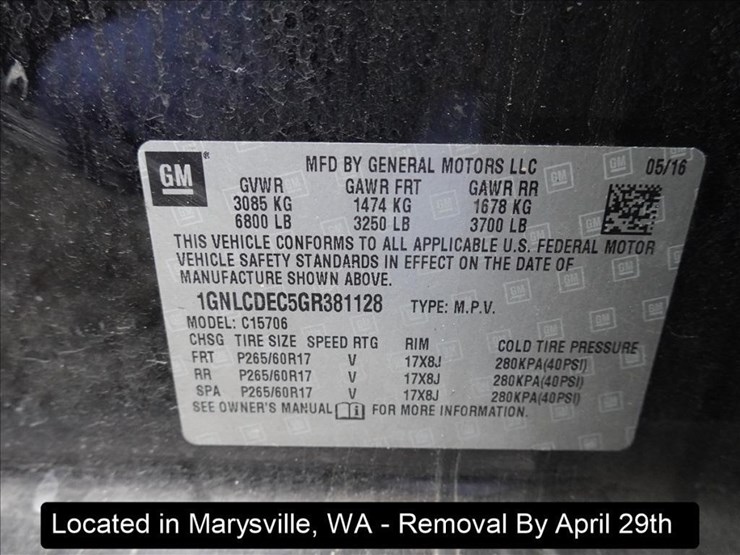 GM
MFD BY GENERAL MOTORS LLC 05/16
GVWR GAWR FRT GAWR RR
3085 KG 1474 KG 1678 KG
6800 LB 3250 LB 3700 LB
THIS VEHICLE CONFORMS TO ALL APPLICABLE U.S. FEDERAL MOTOR
VEHICLE SAFETY STANDARDS IN EFFECT ON THE DATE OF
MANUFACTURE SHOWN ABOVE.
1GNLCDEC5GR381128 TYPE: M.P.V.
MODEL: C15706
CHSG TIRE SIZE SPEED RTG RIM COLD TIRE PRESSURE
FRT P265/60R17 V 17X8J 280KPA(40PSI)
RR P265/60R17 V 17X8J 280KPA(40PSI)
SPA P265/60R17 V 17X8J 280KPA(40PSI)
SEE OWNER'S MANUAL i FOR MORE INFORMATION.
Located in Marysville, WA - Removal By April 29th